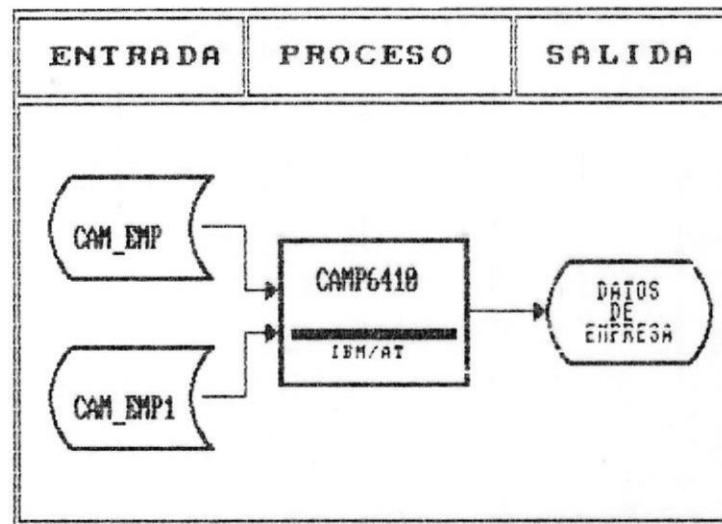 ENTRADA
PROCESO
SALIDA
CAM_EMP
CAMP6410
IBM/AT
DATOS
DE
EMPRESA
CAM_EMP1